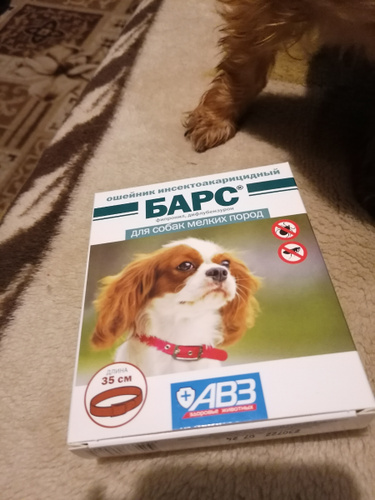 ошейник инсектоакарицидный
БАРС®
фипронил, дифлубензурон
для собак мелких пород
ДЛИНА
35 см
АВЗ
здоровье животных